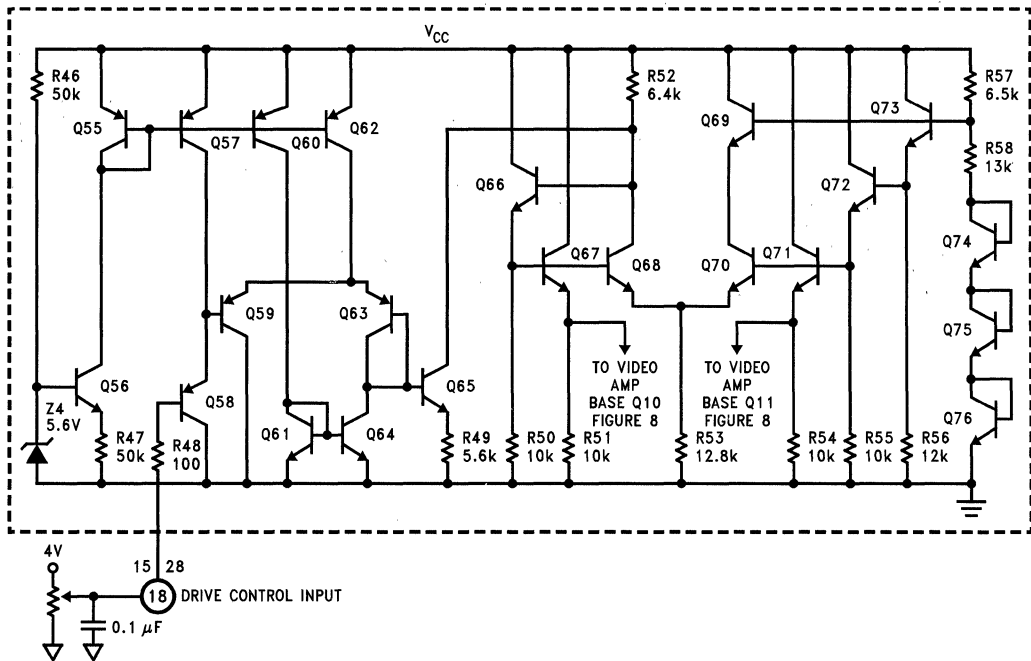 VCC
R46
50k
Q55
Q57
Q60
Q62
R52
6.4k
Q69
Q73
R57
6.5k
R58
13k
Q66
Q72
Q74
Q67
Q68
Q70
Q71
Q59
Q63
Q75
TO VIDEO
AMP
BASE Q10
FIGURE 8
TO VIDEO
AMP
BASE Q11
FIGURE 8
Q56
Q58
Q65
Q76
Z4
5.6V
R47
50k
R48
100
Q61
Q64
R49
5.6k
R50
10k
R51
10k
R53
12.8k
R54
10k
R55
10k
R56
12k
4V
15 28
18 DRIVE CONTROL INPUT
0.1 μF